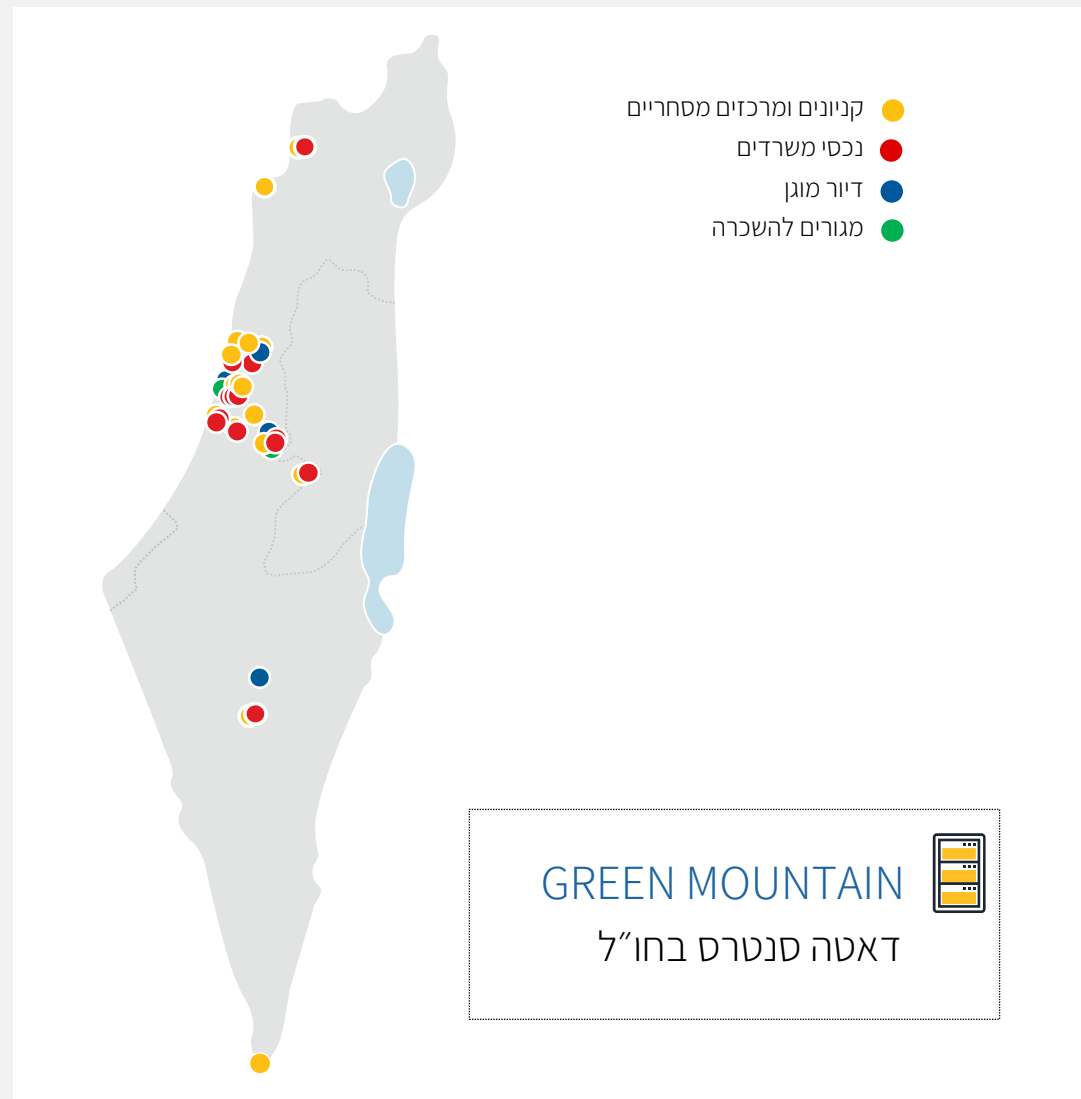 קניונים ומרכזים מסחריים
נכסי משרדים
דיור מוגן
מגורים להשכרה
GREEN MOUNTAIN
דאטה סנטרס בחו״ל